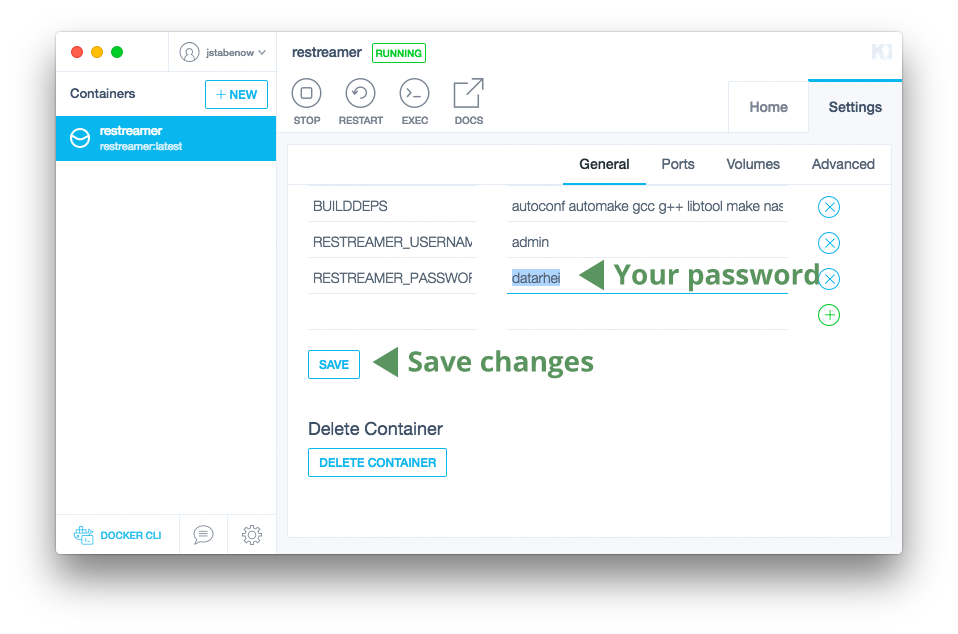 jstabenow
restreamer RUNNING
Containers
+ NEW
STOP RESTART EXEC DOCS
Home Settings
restreamer
restreamer:latest
General Ports Volumes Advanced
BUILDDEPS autoconf automake gcc g++ libtool make nas
RESTREAMER_USERNAM admin
RESTREAMER_PASSWOR datarhei Your password
SAVE Save changes
Delete Container
DELETE CONTAINER
DOCKER CLI